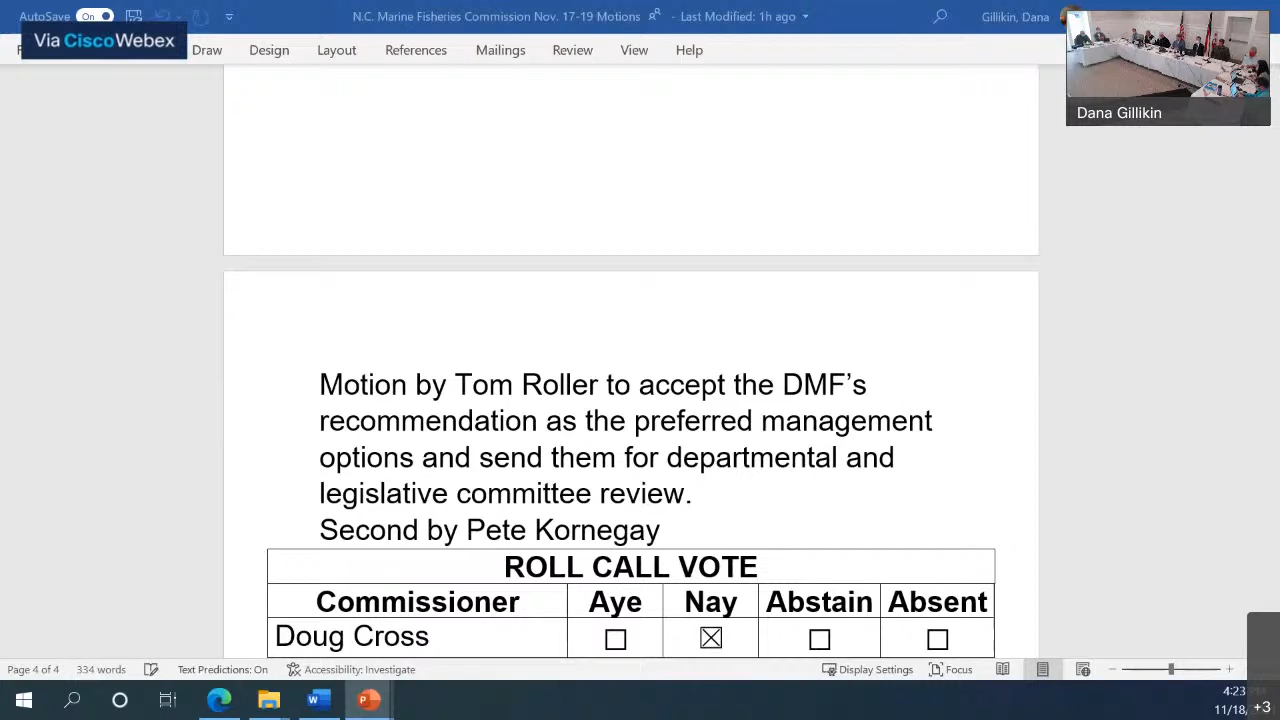 AutoSave On
N.C. Marine Fisheries Commission Nov. 17-19 Motions
- Last Modified: 1h ago
Gillikin, Dana
Via CiscoWebex
Draw Design Layout References Mailings Review View Help
Dana Gillikin
Motion by Tom Roller to accept the DMF’s
recommendation as the preferred management
options and send them for departmental and
legislative committee review.
Second by Pete Kornegay
ROLL CALL VOTE
Commissioner Aye Nay Abstain Absent
Doug Cross ☐ ☒ ☐ ☐
Page 4 of 4 334 words Text Predictions: On Accessibility: Investigate Display Settings Focus
4:23
11/18/
+3